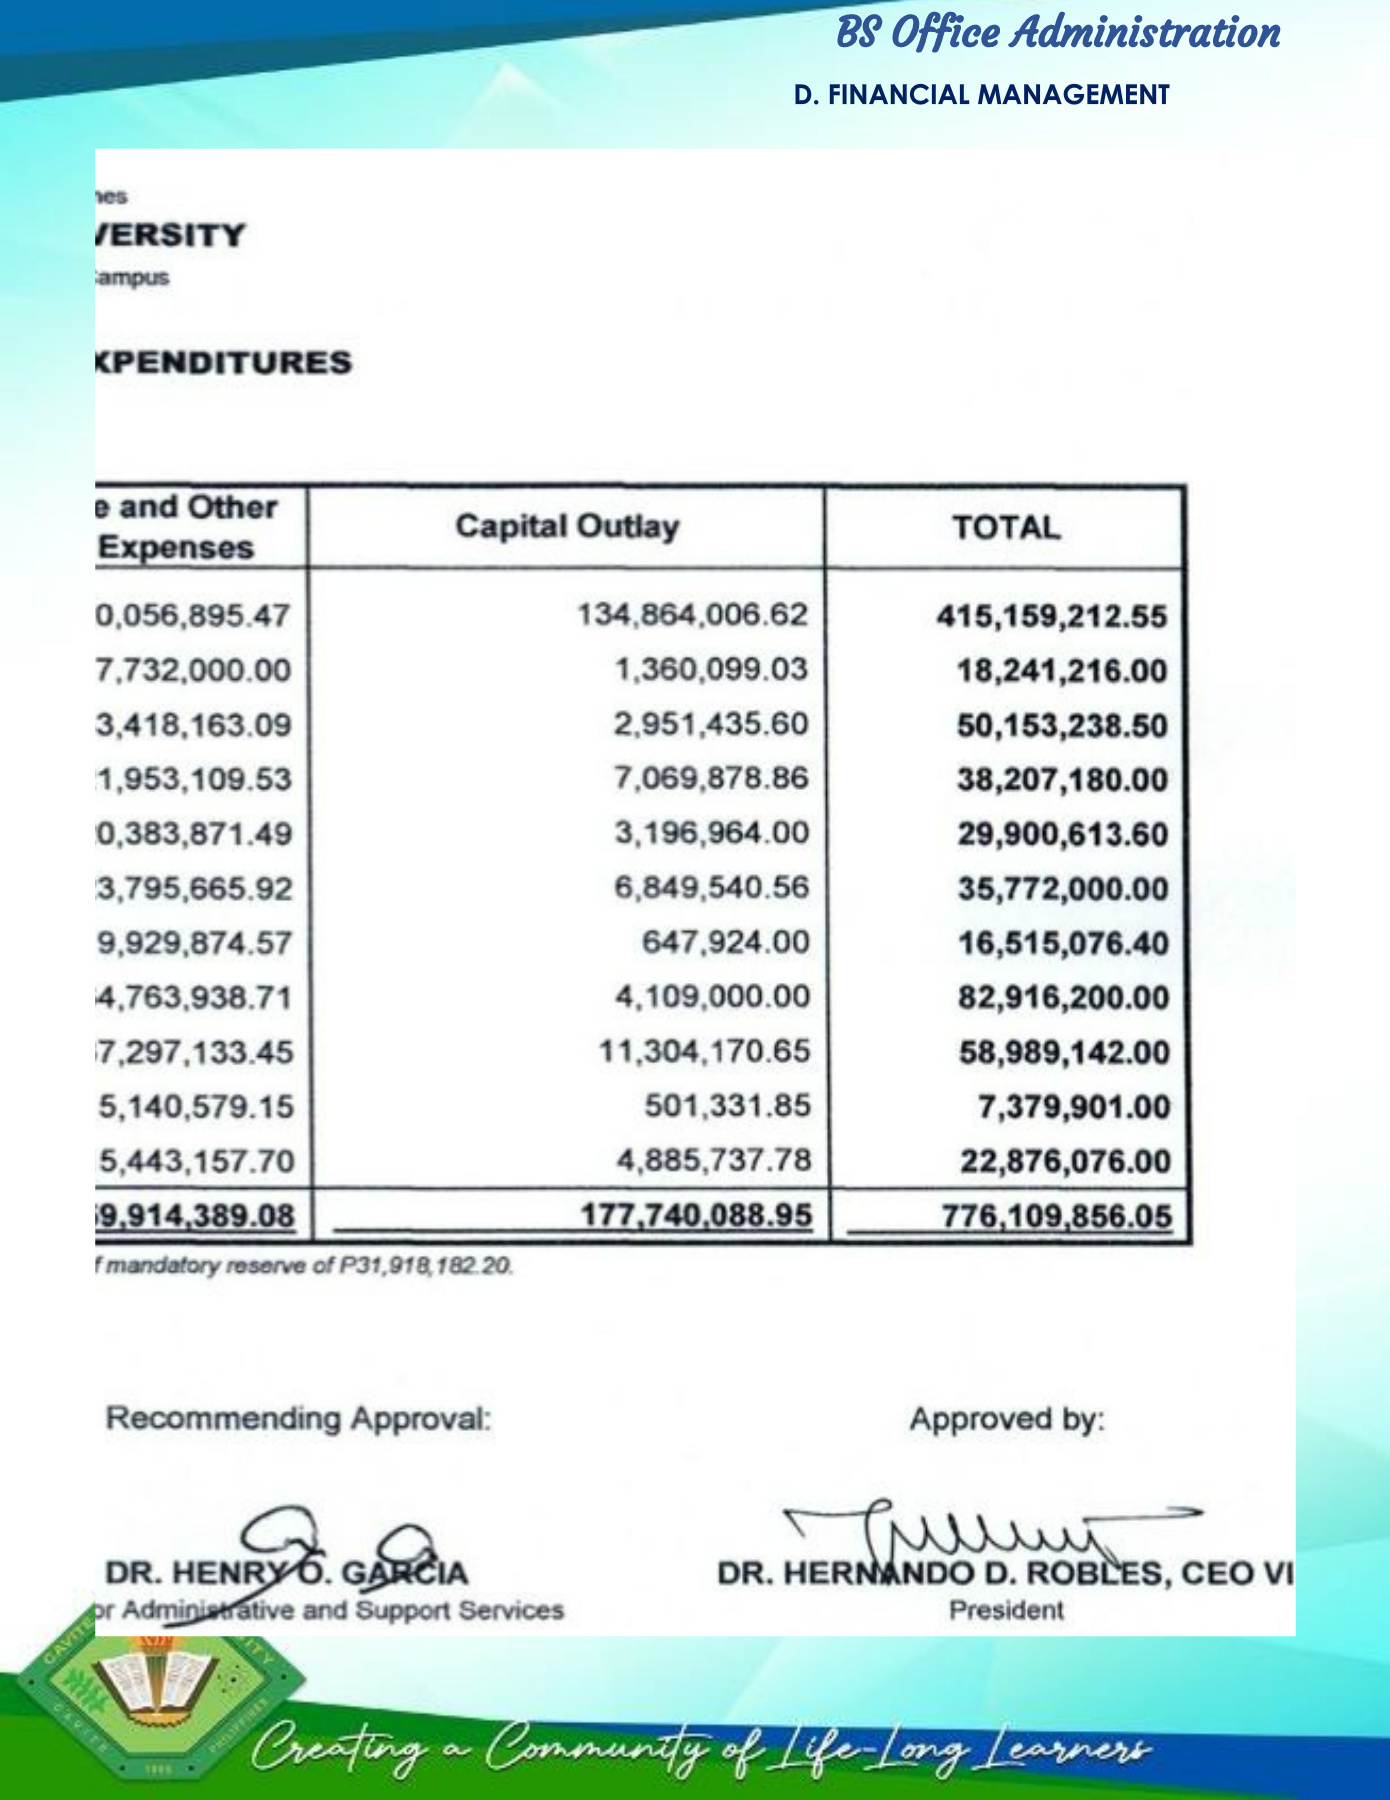 BS Office Administration
D. FINANCIAL MANAGEMENT
nes
VERSITY
ampus
XPENDITURES
e and Other Expenses Capital Outlay TOTAL
0,056,895.47 134,864,006.62 415,159,212.55
7,732,000.00 1,360,099.03 18,241,216.00
3,418,163.09 2,951,435.60 50,153,238.50
1,953,109.53 7,069,878.86 38,207,180.00
0,383,871.49 3,196,964.00 29,900,613.60
3,795,665.92 6,849,540.56 35,772,000.00
9,929,874.57 647,924.00 16,515,076.40
4,763,938.71 4,109,000.00 82,916,200.00
7,297,133.45 11,304,170.65 58,989,142.00
5,140,579.15 501,331.85 7,379,901.00
5,443,157.70 4,885,737.78 22,876,076.00
9,914,389.08 177,740,088.95 776,109,856.05
f mandatory reserve of P31,918,182.20.
Recommending Approval: Approved by:
DR. HENRY O. GARCIA DR. HERNANDO D. ROBLES, CEO VI
or Administrative and Support Services President
CAVITE
SITY
CAVITE
PHILIPPINES
1906
Creating a Community of Life-Long Learners